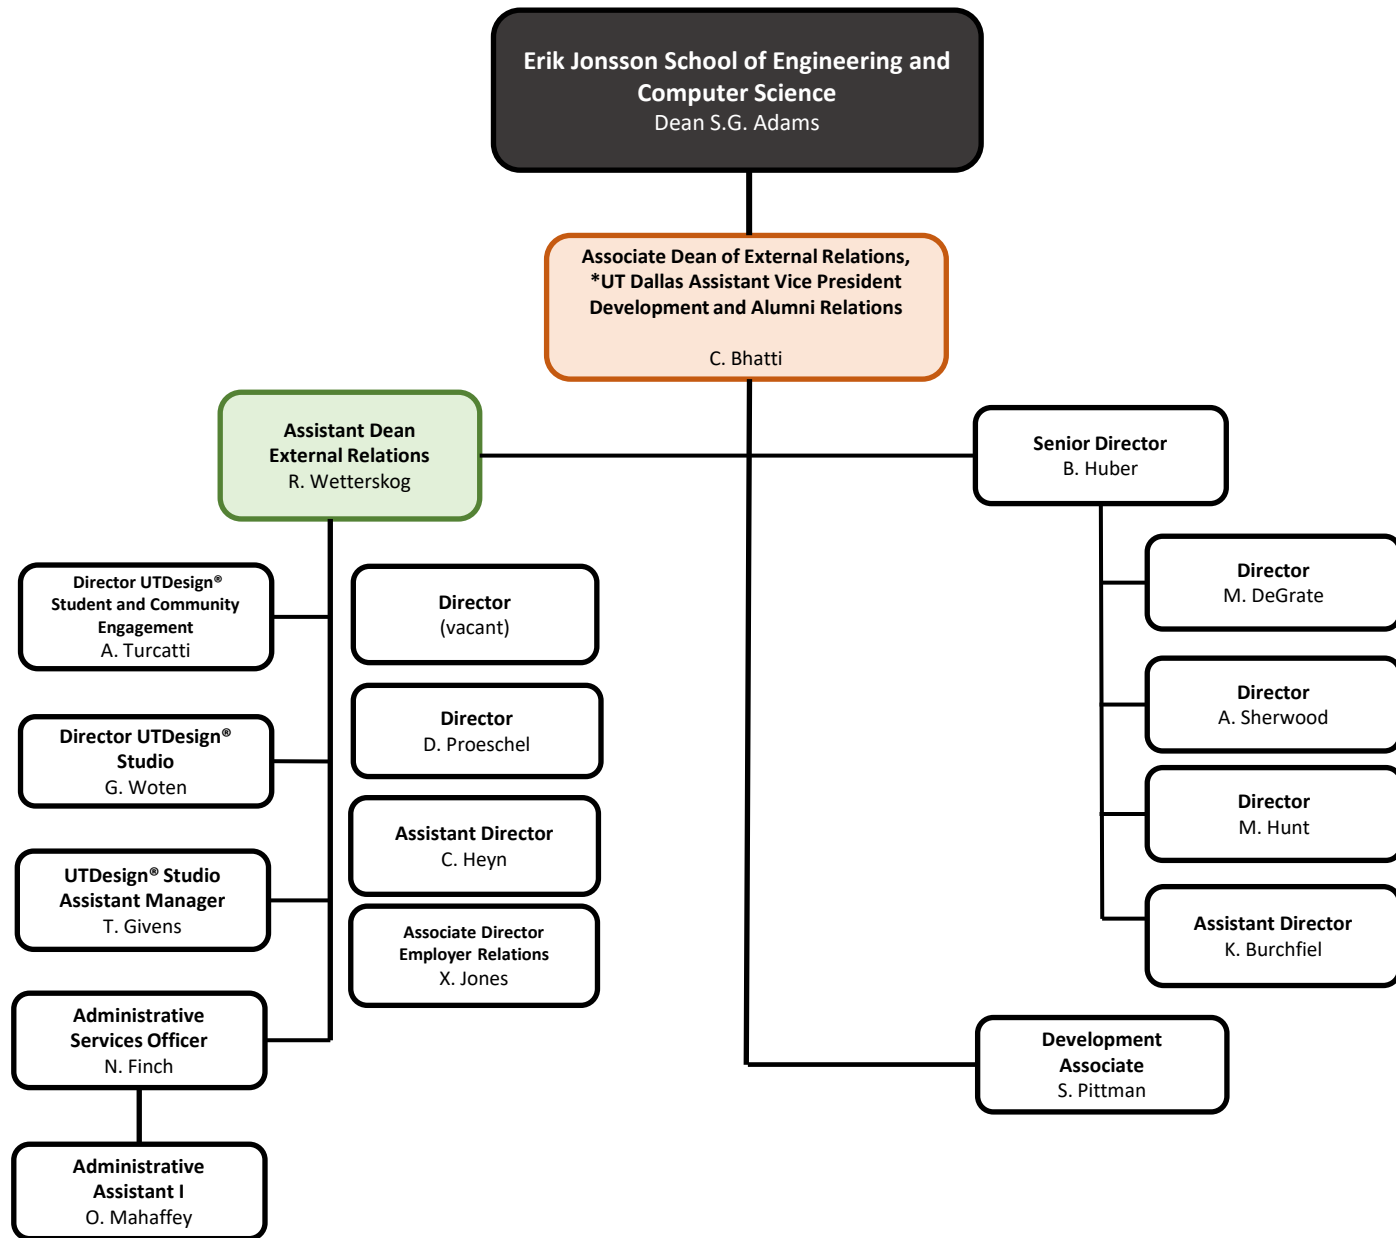 Erik Jonsson School of Engineering and
Computer Science
Dean S.G. Adams
Associate Dean of External Relations,
*UT Dallas Assistant Vice President
Development and Alumni Relations
C. Bhatti
Assistant Dean
External Relations
R. Wetterskog
Senior Director
B. Huber
Director UTDesign®
Student and Community
Engagement
A. Turcatti
Director UTDesign®
Studio
G. Woten
UTDesign® Studio
Assistant Manager
T. Givens
Administrative
Services Officer
N. Finch
Administrative
Assistant I
O. Mahaffey
Director
(vacant)
Director
D. Proeschel
Assistant Director
C. Heyn
Associate Director
Employer Relations
X. Jones
Director
M. DeGrate
Director
A. Sherwood
Director
M. Hunt
Assistant Director
K. Burchfiel
Development
Associate
S. Pittman